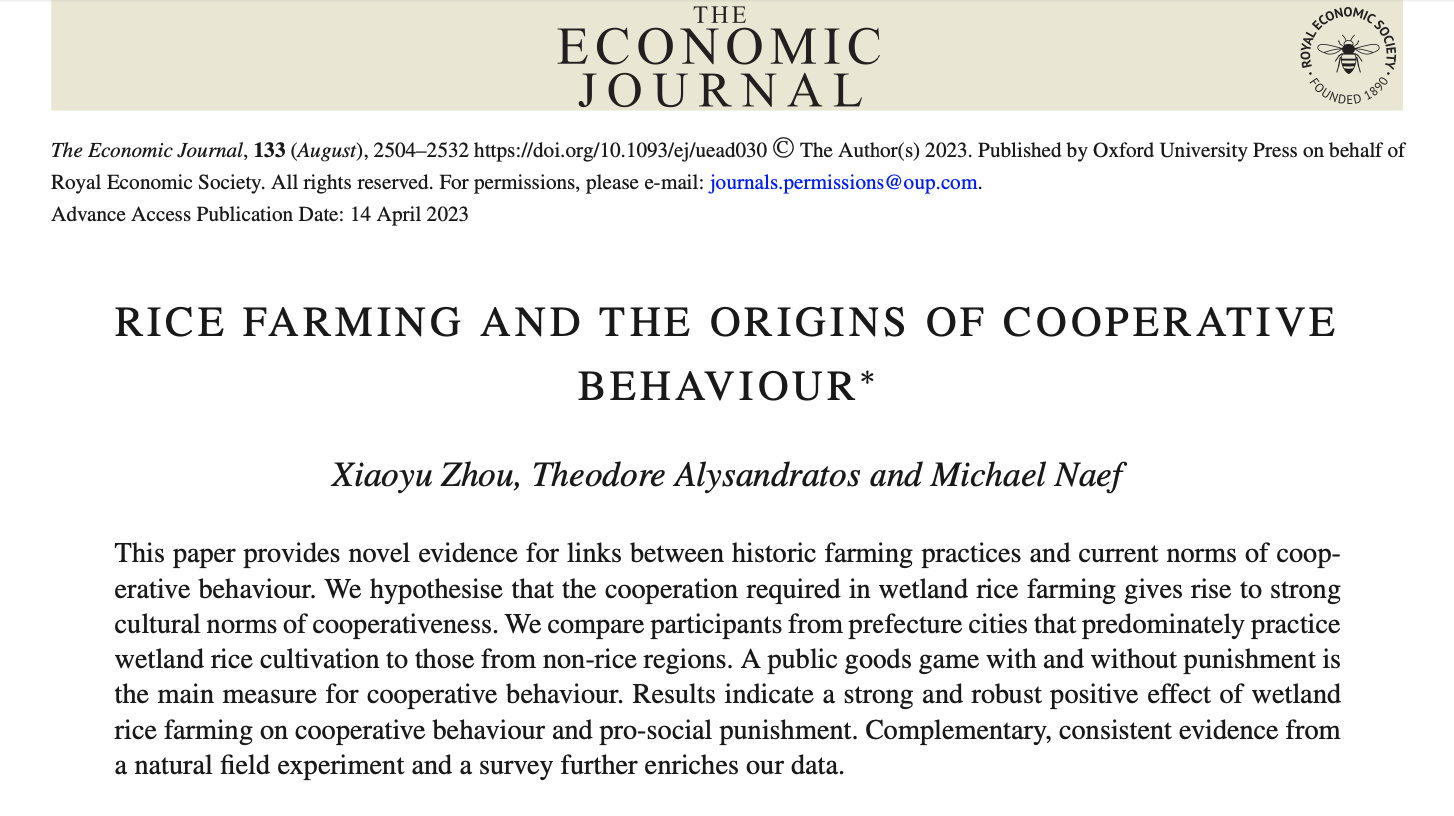 THE
ECONOMIC
JOURNAL
ROYAL ECONOMIC SOCIETY
· FOUNDED 1890 ·
The Economic Journal, 133 (August), 2504–2532 https://doi.org/10.1093/ej/uead030 © The Author(s) 2023. Published by Oxford University Press on behalf of
Royal Economic Society. All rights reserved. For permissions, please e-mail: journals.permissions@oup.com.
Advance Access Publication Date: 14 April 2023
RICE FARMING AND THE ORIGINS OF COOPERATIVE
BEHAVIOUR*
Xiaoyu Zhou, Theodore Alysandratos and Michael Naef
This paper provides novel evidence for links between historic farming practices and current norms of coop-
erative behaviour. We hypothesise that the cooperation required in wetland rice farming gives rise to strong
cultural norms of cooperativeness. We compare participants from prefecture cities that predominately practice
wetland rice cultivation to those from non-rice regions. A public goods game with and without punishment is
the main measure for cooperative behaviour. Results indicate a strong and robust positive effect of wetland
rice farming on cooperative behaviour and pro-social punishment. Complementary, consistent evidence from
a natural field experiment and a survey further enriches our data.